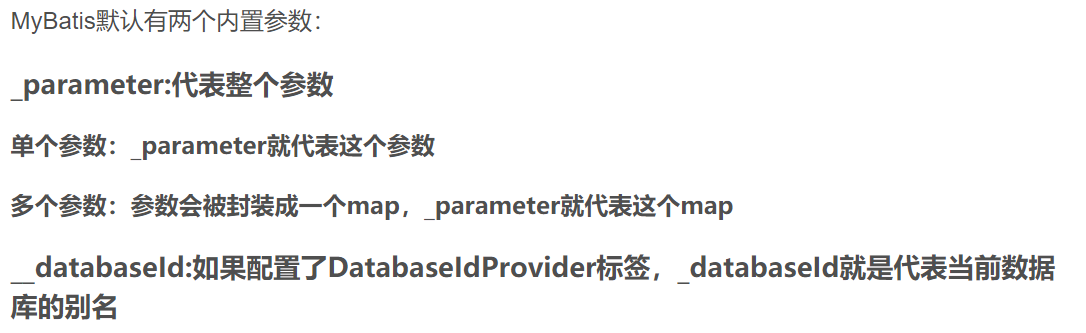 MyBatis默认有两个内置参数：
_parameter:代表整个参数
单个参数：_parameter就代表这个参数
多个参数：参数会被封装成一个map，_parameter就代表这个map
__databaseId:如果配置了DatabaseIdProvider标签，_databaseId就是代表当前数据
库的别名